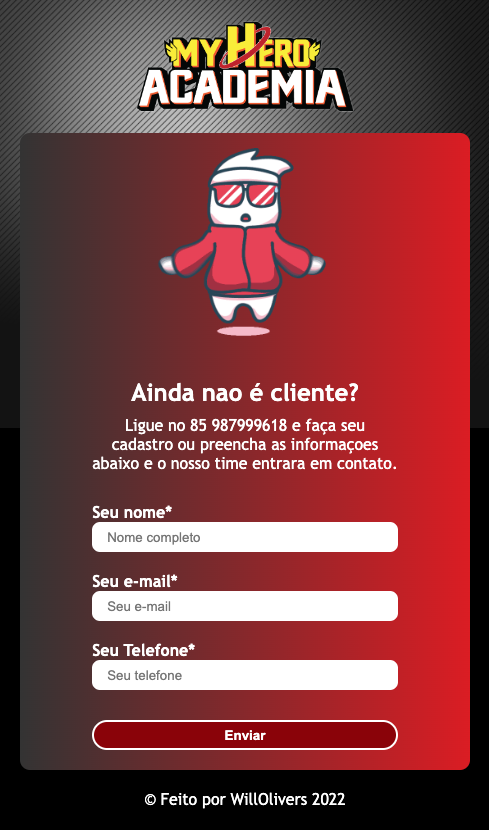 MY HERO
ACADEMIA
Ainda nao é cliente?
Ligue no 85 987999618 e faça seu
cadastro ou preencha as informaçoes
abaixo e o nosso time entrara em contato.
Seu nome*
Nome completo
Seu e-mail*
Seu e-mail
Seu Telefone*
Seu telefone
Enviar
© Feito por WillOlivers 2022